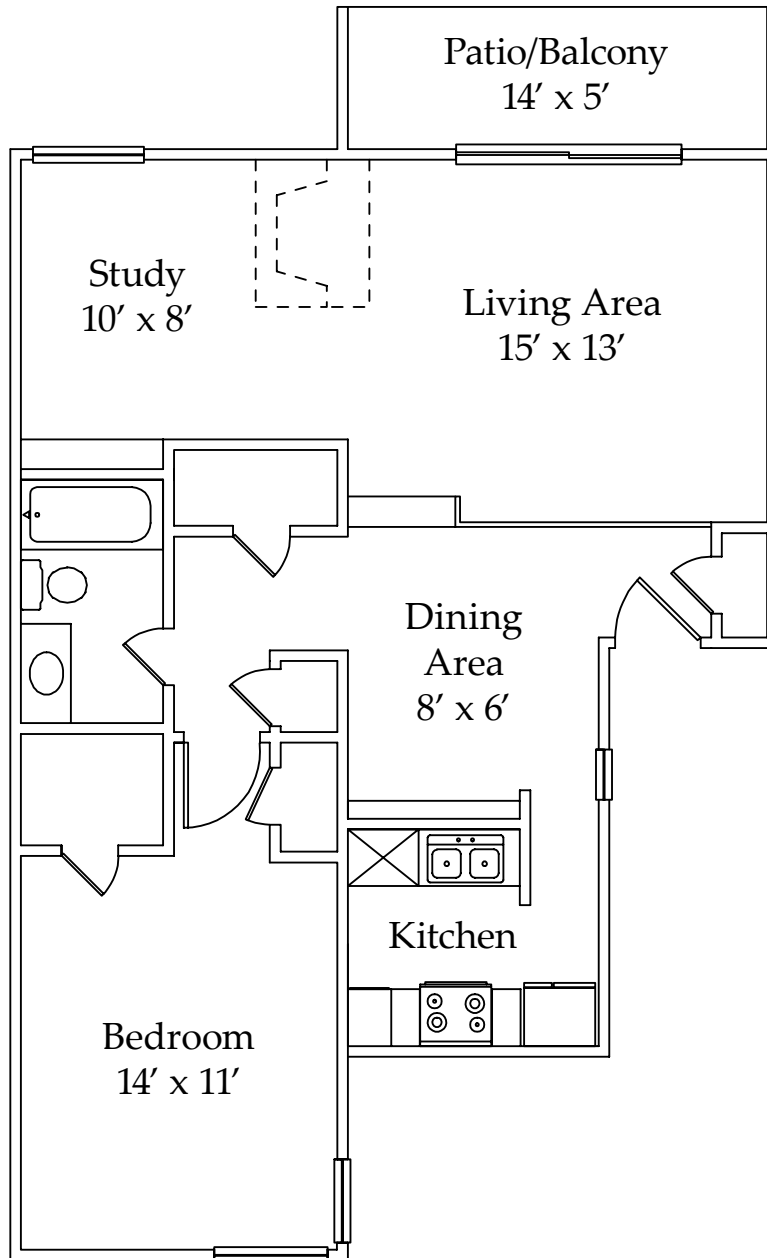 Patio/Balcony
14′ x 5′
Study
10′ x 8′
Living Area
15′ x 13′
Dining
Area
8′ x 6′
Kitchen
Bedroom
14′ x 11′